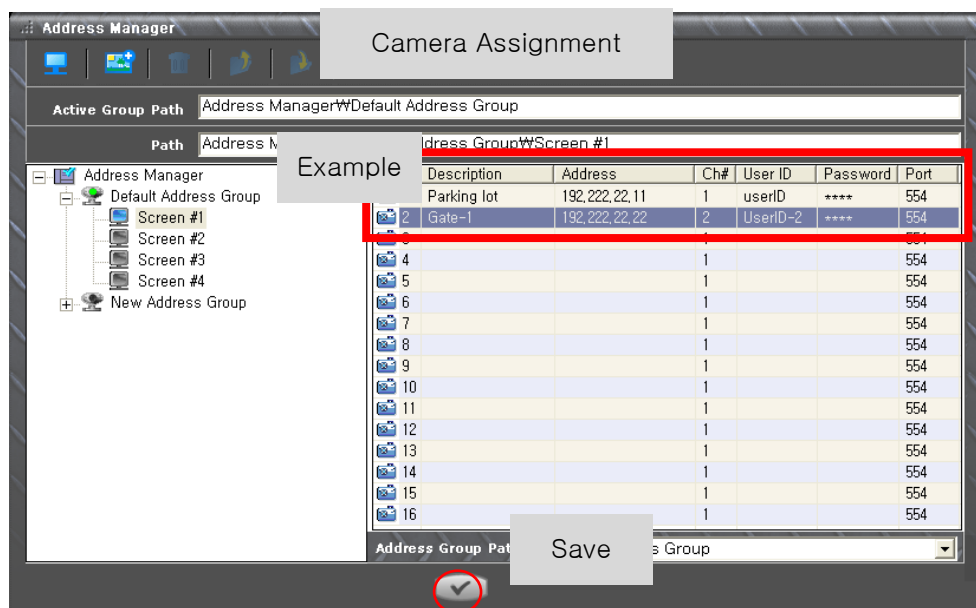 Address Manager
Camera Assignment
Active Group Path Address Manager₩Default Address Group
Path Address M ddress Group₩Screen #1
Example
Address Manager
Default Address Group
Screen #1
Screen #2
Screen #3
Screen #4
New Address Group
Description Address Ch# User ID Password Port
Parking lot 192,222,22,11 1 userID **** 554
2 Gate-1 192,222,22,22 2 UserID-2 **** 554
3 1 554
4 1 554
5 1 554
6 1 554
7 1 554
8 1 554
9 1 554
10 1 554
11 1 554
12 1 554
13 1 554
14 1 554
15 1 554
16 1 554
Address Group Pat s Group
Save